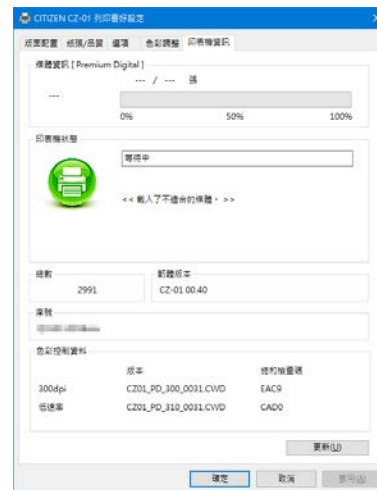 CITIZEN CZ-01 列印喜好設定
版面配置 紙張/品質 選項 色彩調整 印表機資訊
媒體資訊 [ Premium Digital ]
--- / --- 張
---
0% 50% 100%
印表機狀態
等待中
<< 載入了不適合的媒體。 >>
總數 韌體版本
2991 CZ-01 00.40
序號
色彩控制資料
版本 總和檢查碼
300dpi CZ01_PD_300_0031.CWD EAC9
低速率 CZ01_PD_310_0031.CWD CAD0
更新(U)
確定 取消 套用(A)